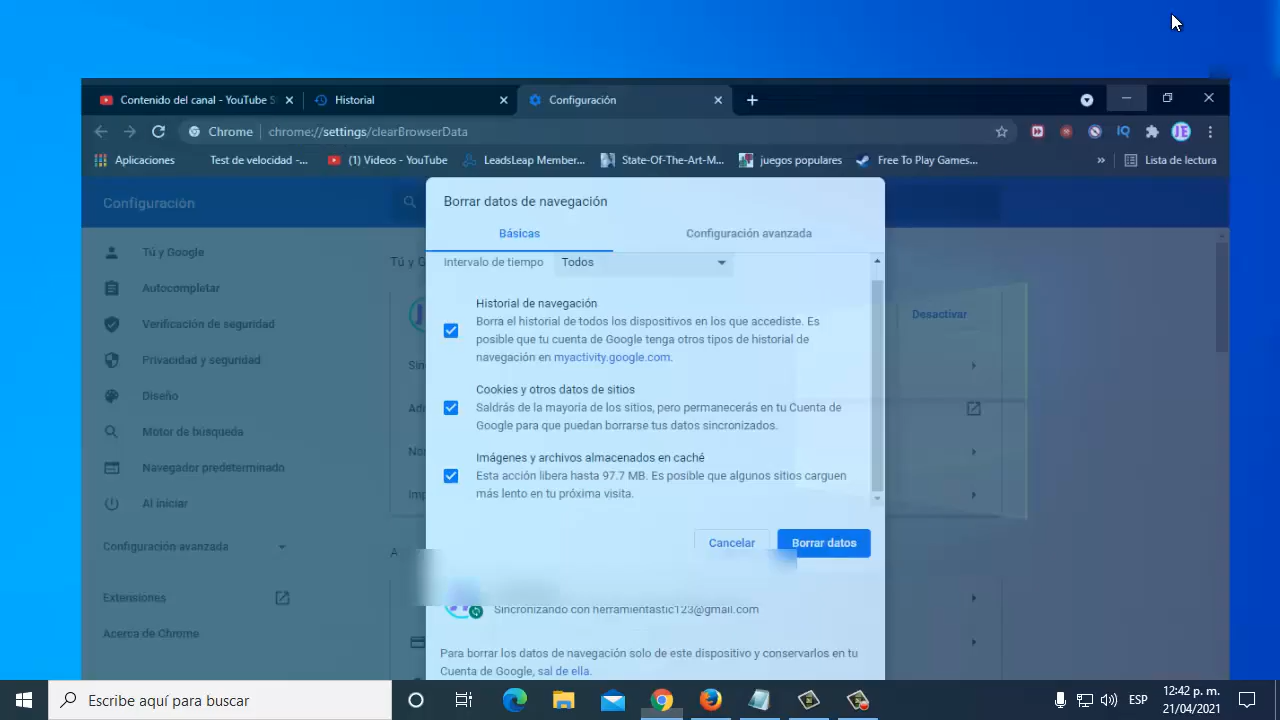 Contenido del canal - YouTube S
Historial
Configuración
Chrome
chrome://settings/clearBrowserData
IQ
JE
Aplicaciones
Test de velocidad -...
(1) Videos - YouTube
LeadsLeap Member...
State-Of-The-Art-M...
juegos populares
Free To Play Games...
»
Lista de lectura
Configuración
Borrar datos de navegación
Básicas
Configuración avanzada
Intervalo de tiempo
Todos
Tú y Google
Autocompletar
Verificación de seguridad
Privacidad y seguridad
Diseño
Motor de búsqueda
Navegador predeterminado
Al iniciar
Configuración avanzada
Extensiones
Acerca de Chrome
Tú y G
Desactivar
Sin
Historial de navegación
Borra el historial de todos los dispositivos en los que accediste. Es
posible que tu cuenta de Google tenga otros tipos de historial de
navegación en myactivity.google.com.
Cookies y otros datos de sitios
Saldrás de la mayoría de los sitios, pero permanecerás en tu Cuenta de
Google para que puedan borrarse tus datos sincronizados.
Imágenes y archivos almacenados en caché
Esta acción libera hasta 97.7 MB. Es posible que algunos sitios carguen
más lento en tu próxima visita.
Cancelar
Borrar datos
A
Sincronizando con herramientastic123@gmail.com
Para borrar los datos de navegación solo de este dispositivo y conservarlos en tu
Cuenta de Google, sal de ella.
Escribe aquí para buscar
ESP
12:42 p. m.
21/04/2021